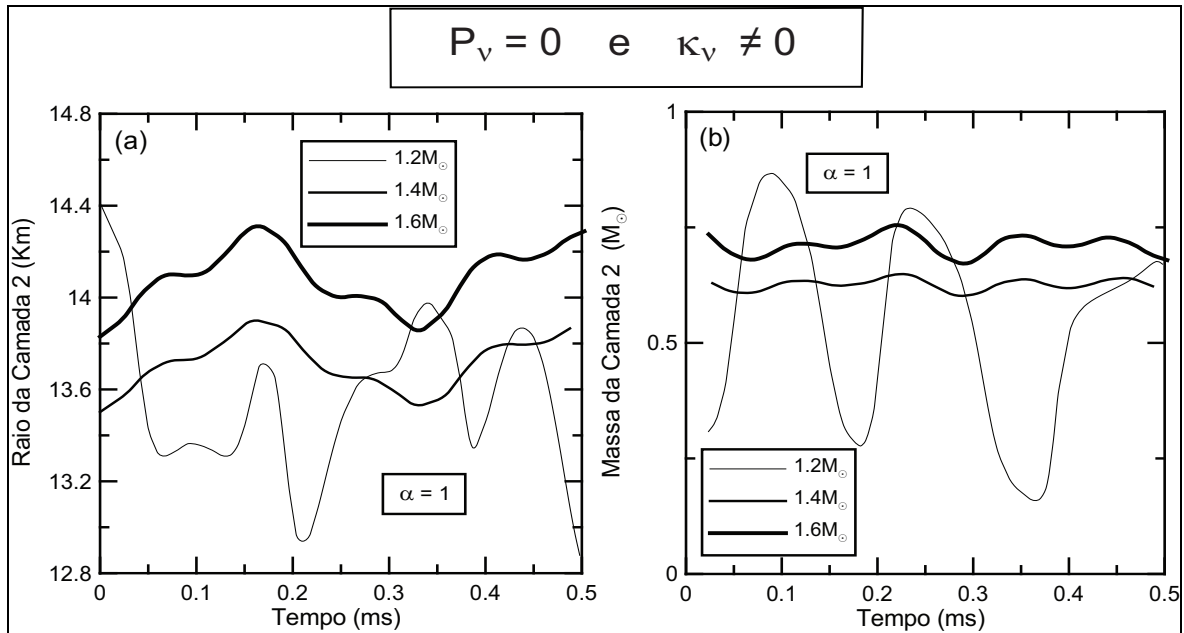 Pν = 0 e κν ≠ 0
(a)
14.8
14.4
14
13.6
13.2
12.8
Raio da Camada 2 (Km)
1.2M☉
1.4M☉
1.6M☉
α = 1
0
0.1
0.2
0.3
0.4
0.5
Tempo (ms)
(b)
1
0.5
0
Massa da Camada 2 (M☉)
α = 1
1.2M☉
1.4M☉
1.6M☉
0
0.1
0.2
0.3
0.4
0.5
Tempo (ms)